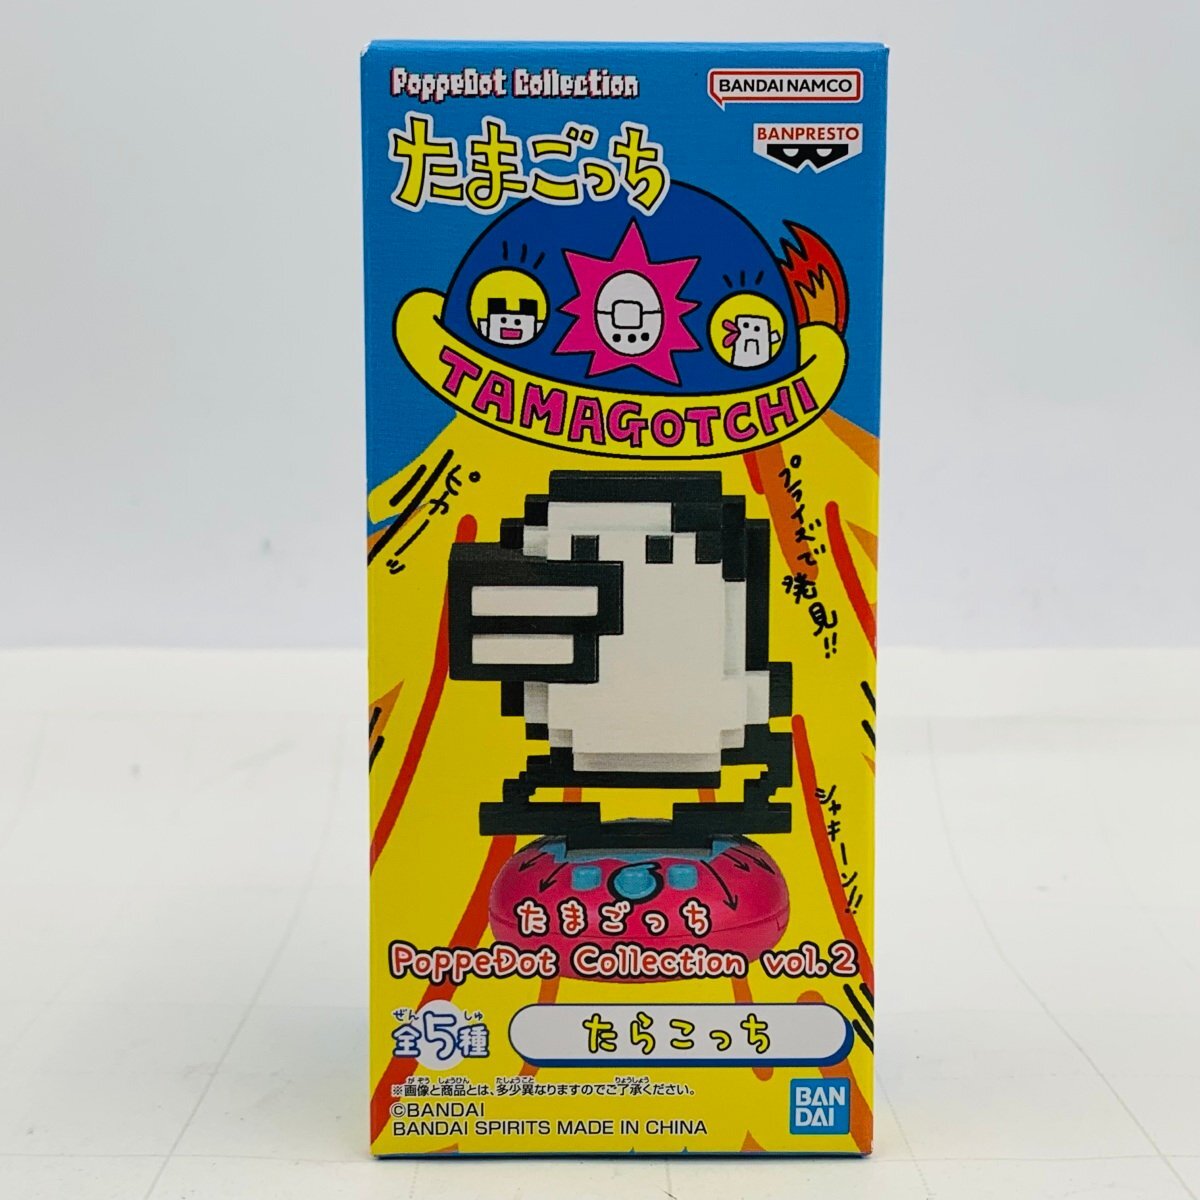 PoppeDot Collection
BANDAI NAMCO
たまごっち
BANPRESTO
TAMAGOTCHI
ピカーッ
プライズで発見!!
シャキーン!!
たまごっち
PoppeDot Collection vol.2
ぜん しゅ
全5種
たらこっち
がぞう しょうひん たしょうこと りょうしょう
※画像と商品とは、多少異なりますのでご了承ください。
©BANDAI
BANDAI SPIRITS MADE IN CHINA
BAN
DAI